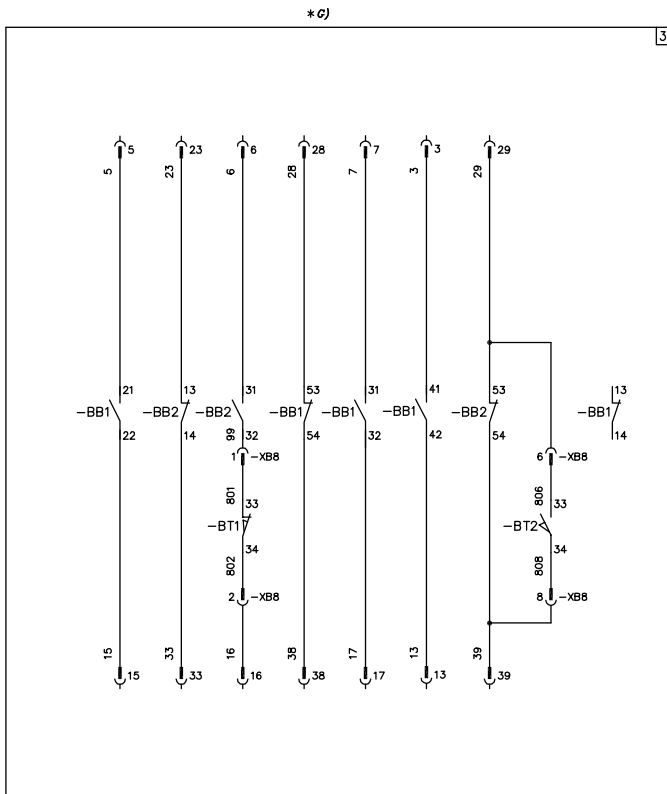 *G)
3
5 23 6 28 7 3 29
5 23 6 28 7 3 29
21 13 31 53 31 41 53 13
-BB1 -BB2 -BB2 -BB1 -BB1 -BB1 -BB2 -BB1
22 14 99 32 54 32 42 54 14
1 -XB8 6 -XB8
801 33 806 33
-BT1 -BT2
802 34 808 34
2 -XB8 8 -XB8
15 33 16 38 17 13 39
15 33 16 38 17 13 39